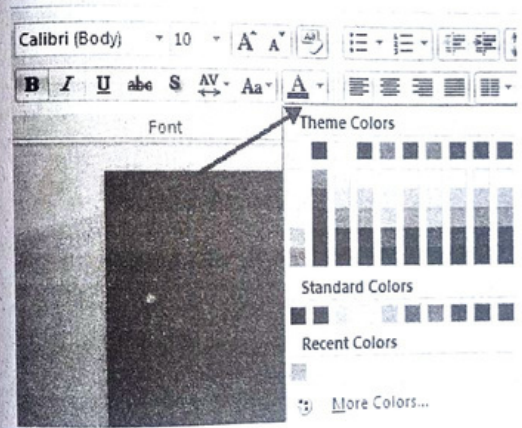 Calibri (Body) 10 A A
B I U abc S AV Aa A
Font
Theme Colors
Standard Colors
Recent Colors
More Colors...